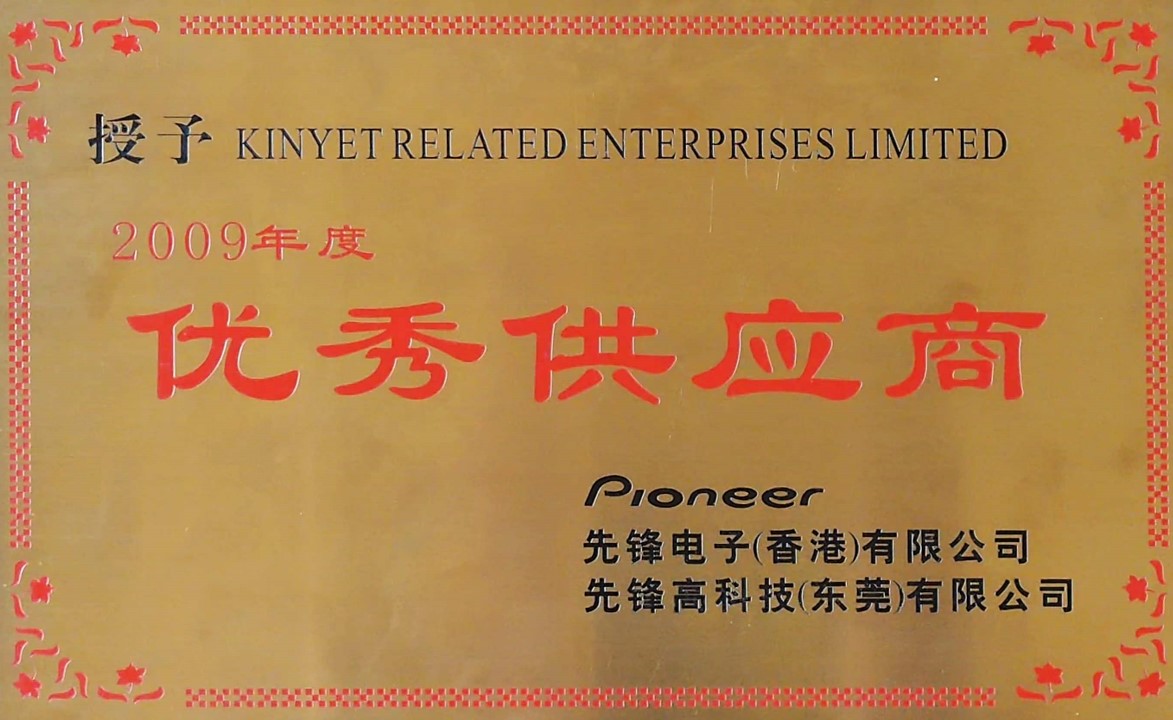 授予 KINYET RELATED ENTERPRISES LIMITED
2009年度
优秀供应商
Pioneer
先锋电子(香港)有限公司
先锋高科技(东莞)有限公司